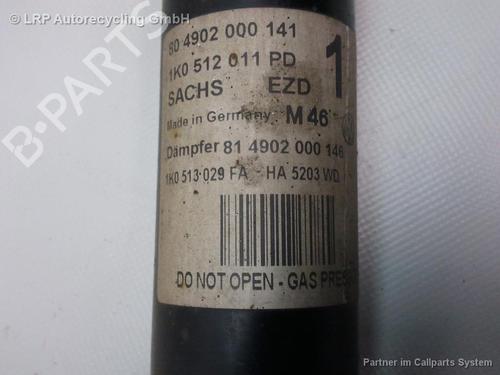 LRP Autorecycling GmbH
80 4902 000 141
1K0 512 011 PD
1
SACHS EZD
Made in Germany M46
Dämpfer 81 4902 000 146
1K0 513 029 FA HA 5203 WD
DO NOT OPEN - GAS
B-PARTS
Partner im Callparts System